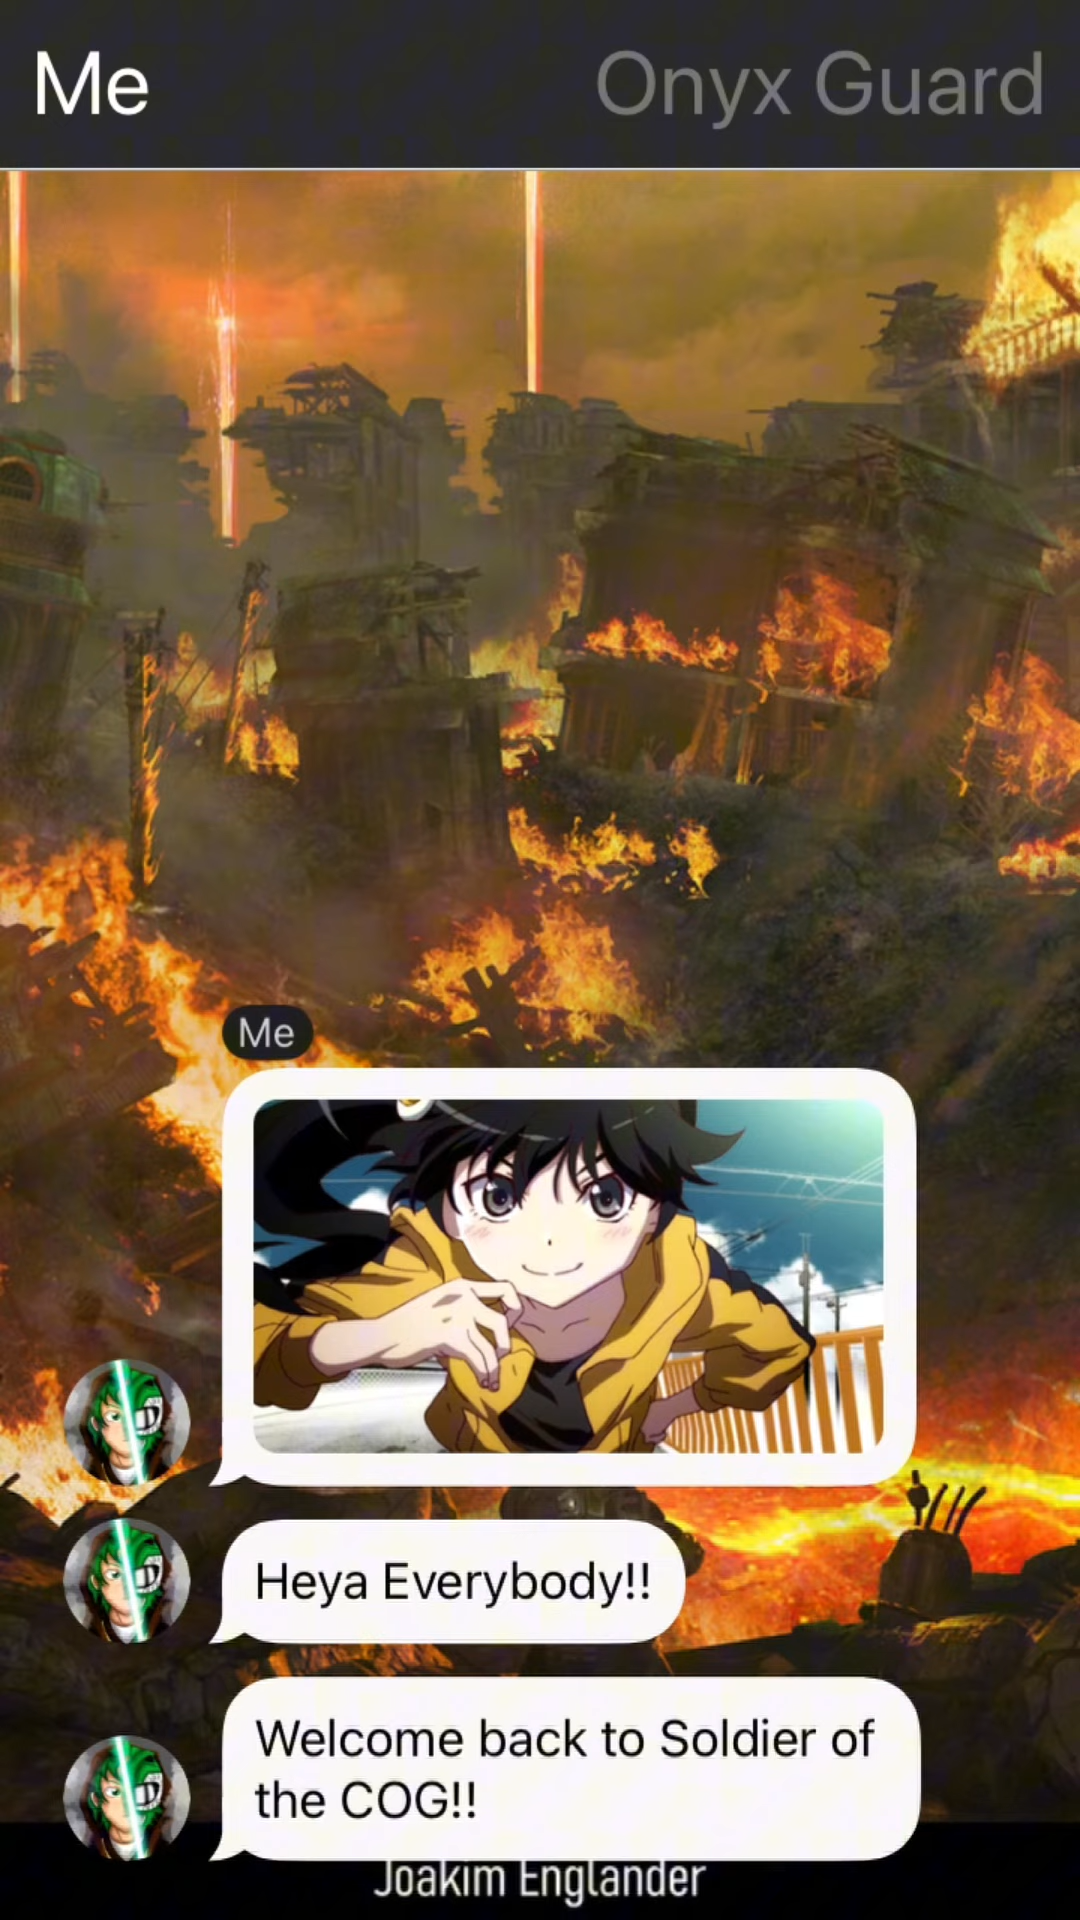 Me
Onyx Guard
Me
Heya Everybody!!
Welcome back to Soldier of
the COG!!
Joakim Englander